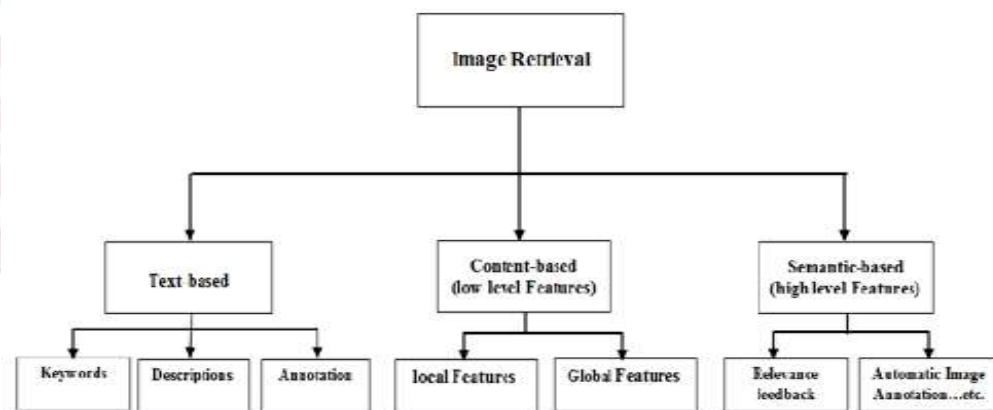 Image Retrieval
Text-based
Content-based
(low level Features)
Semantic-based
(high level Features)
Keywords
Descriptions
Annotation
local Features
Global Features
Relevance
feedback
Automatic Image
Annotation...etc.